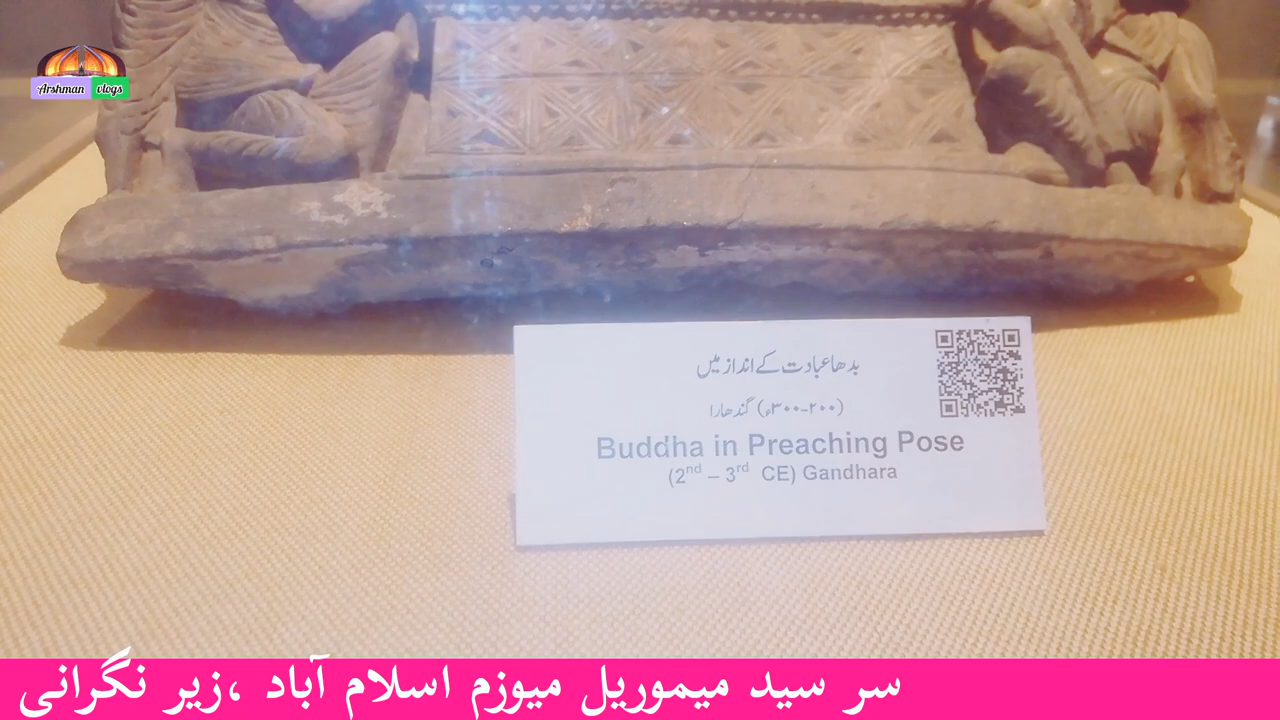 Arshman vlogs
بدھا عبادت کے انداز میں
(۲۰۰-۳۰۰ء) گندھارا
Buddha in Preaching Pose
(2nd – 3rd CE) Gandhara
سر سید میموریل میوزم اسلام آباد ،زیر نگرانی